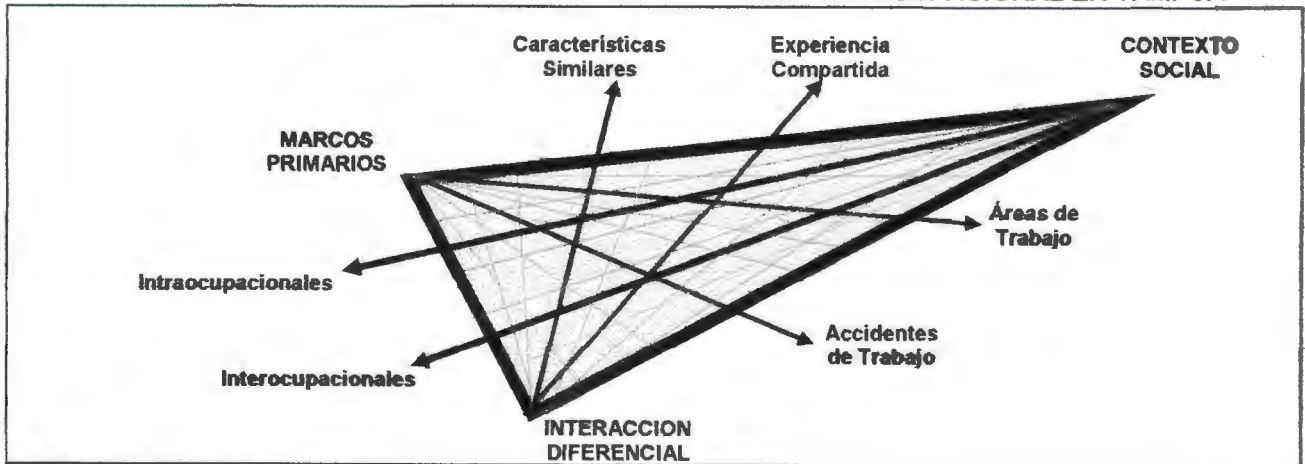 Características
Similares
Experiencia
Compartida
CONTEXTO
SOCIAL
MARCOS
PRIMARIOS
Áreas de
Trabajo
Intraocupacionales
Accidentes
de Trabajo
Interocupacionales
INTERACCION
DIFERENCIAL